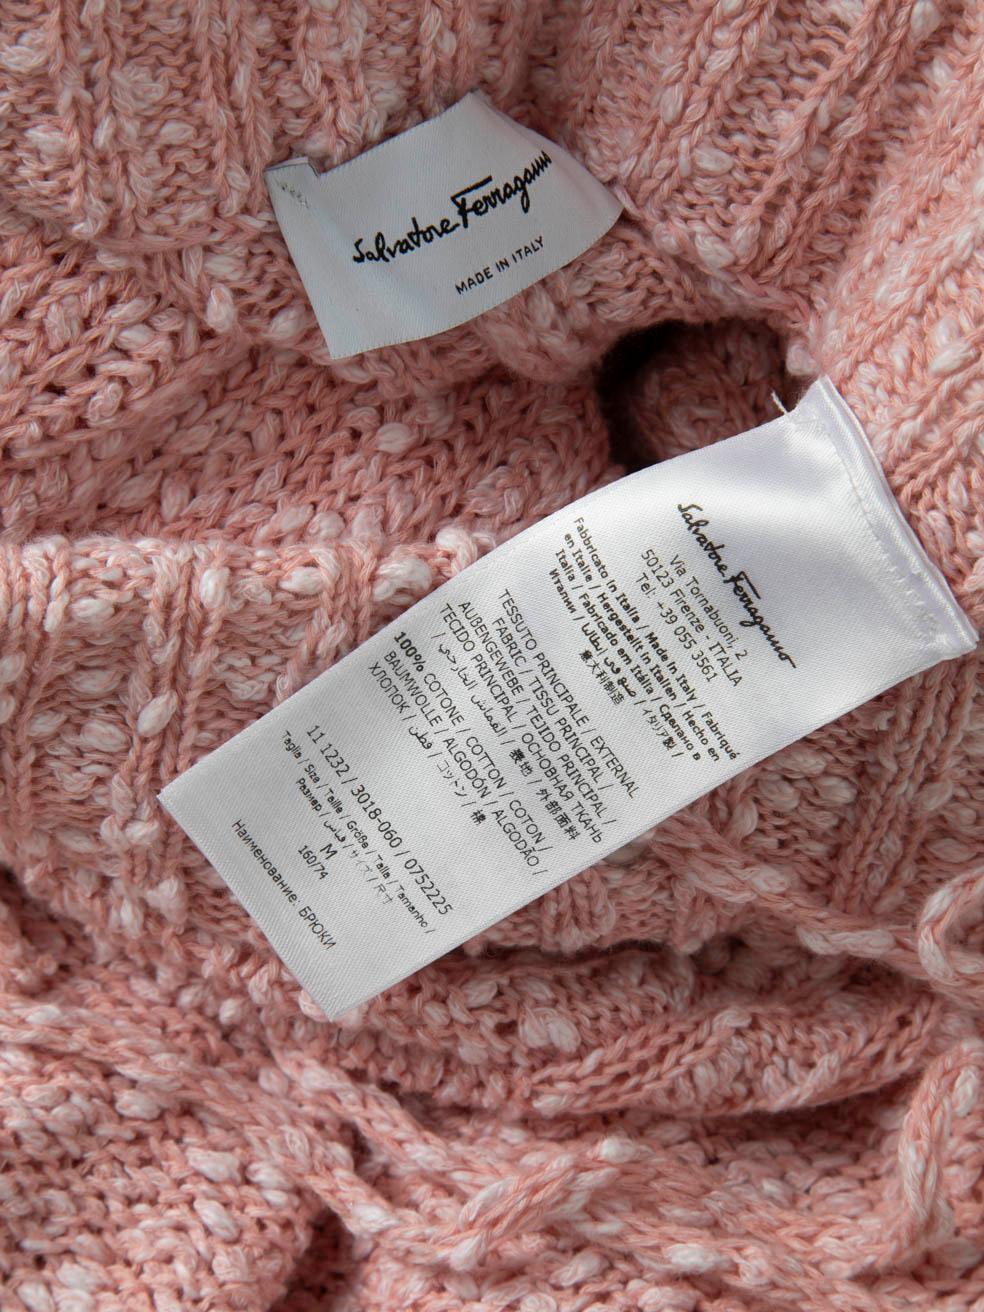 Salvatore Ferragamo
MADE IN ITALY
Salvatore Ferragamo
Via Tornabuoni, 2
50123 Firenze - ITALIA
Tel: +39 055 3561
Fabbricato in Italia / Made in Italy / Fabriqué
en Italie / Hergestellt in Italien / Hecho en
Italia / Fabricado em Itália / Сделано в
Италии / صنع في إيطاليا / イタリア製 /
意大利制造
TESSUTO PRINCIPALE / EXTERNAL
FABRIC / TISSU PRINCIPAL /
AUßENGEWEBE / TEJIDO PRINCIPAL /
TECIDO PRINCIPAL / ОСНОВНАЯ ТКАНЬ
/ القماش الخارجي / 表地 / 外部面料
100% COTONE / COTTON / COTON /
BAUMWOLLE / ALGODÓN / ALGODÃO /
ХЛОПОК / قطن / コットン / 棉
11 1232 / 3018-060 / 0752225
Taglia / Size / Taille / Größe / Talla / Tamanho /
Размер / قياس / サイズ / 尺寸
M
160/74
Наименование: БРЮКИ